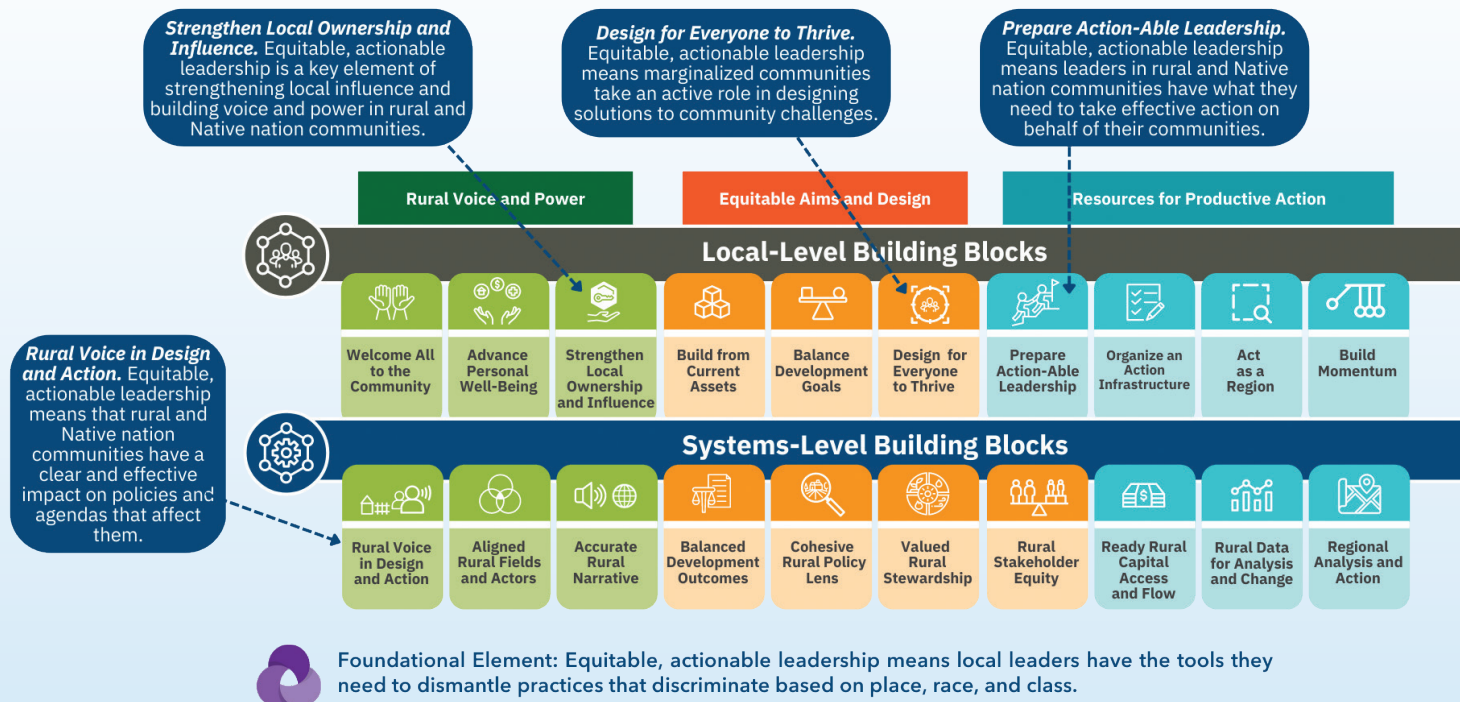 Strengthen Local Ownership and
Influence. Equitable, actionable
leadership is a key element of
strengthening local influence and
building voice and power in rural and
Native nation communities.
Design for Everyone to Thrive.
Equitable, actionable leadership
means marginalized communities
take an active role in designing
solutions to community challenges.
Prepare Action-Able Leadership.
Equitable, actionable leadership
means leaders in rural and Native
nation communities have what they
need to take effective action on
behalf of their communities.
Rural Voice and Power
Equitable Aims and Design
Resources for Productive Action
Local-Level Building Blocks
Welcome All
to the
Community
Advance
Personal
Well-Being
Strengthen
Local
Ownership
and Influence
Build from
Current
Assets
Balance
Development
Goals
Design for
Everyone
to Thrive
Prepare
Action-Able
Leadership
Organize an
Action
Infrastructure
Act
as a
Region
Build
Momentum
Rural Voice in Design
and Action. Equitable,
actionable leadership
means that rural and
Native nation
communities have a
clear and effective
impact on policies and
agendas that affect
them.
Systems-Level Building Blocks
Rural Voice
in Design
and Action
Aligned
Rural Fields
and Actors
Accurate
Rural
Narrative
Balanced
Development
Outcomes
Cohesive
Rural Policy
Lens
Valued
Rural
Stewardship
Rural
Stakeholder
Equity
Ready Rural
Capital
Access
and Flow
Rural Data
for Analysis
and Change
Regional
Analysis and
Action
Foundational Element: Equitable, actionable leadership means local leaders have the tools they
need to dismantle practices that discriminate based on place, race, and class.